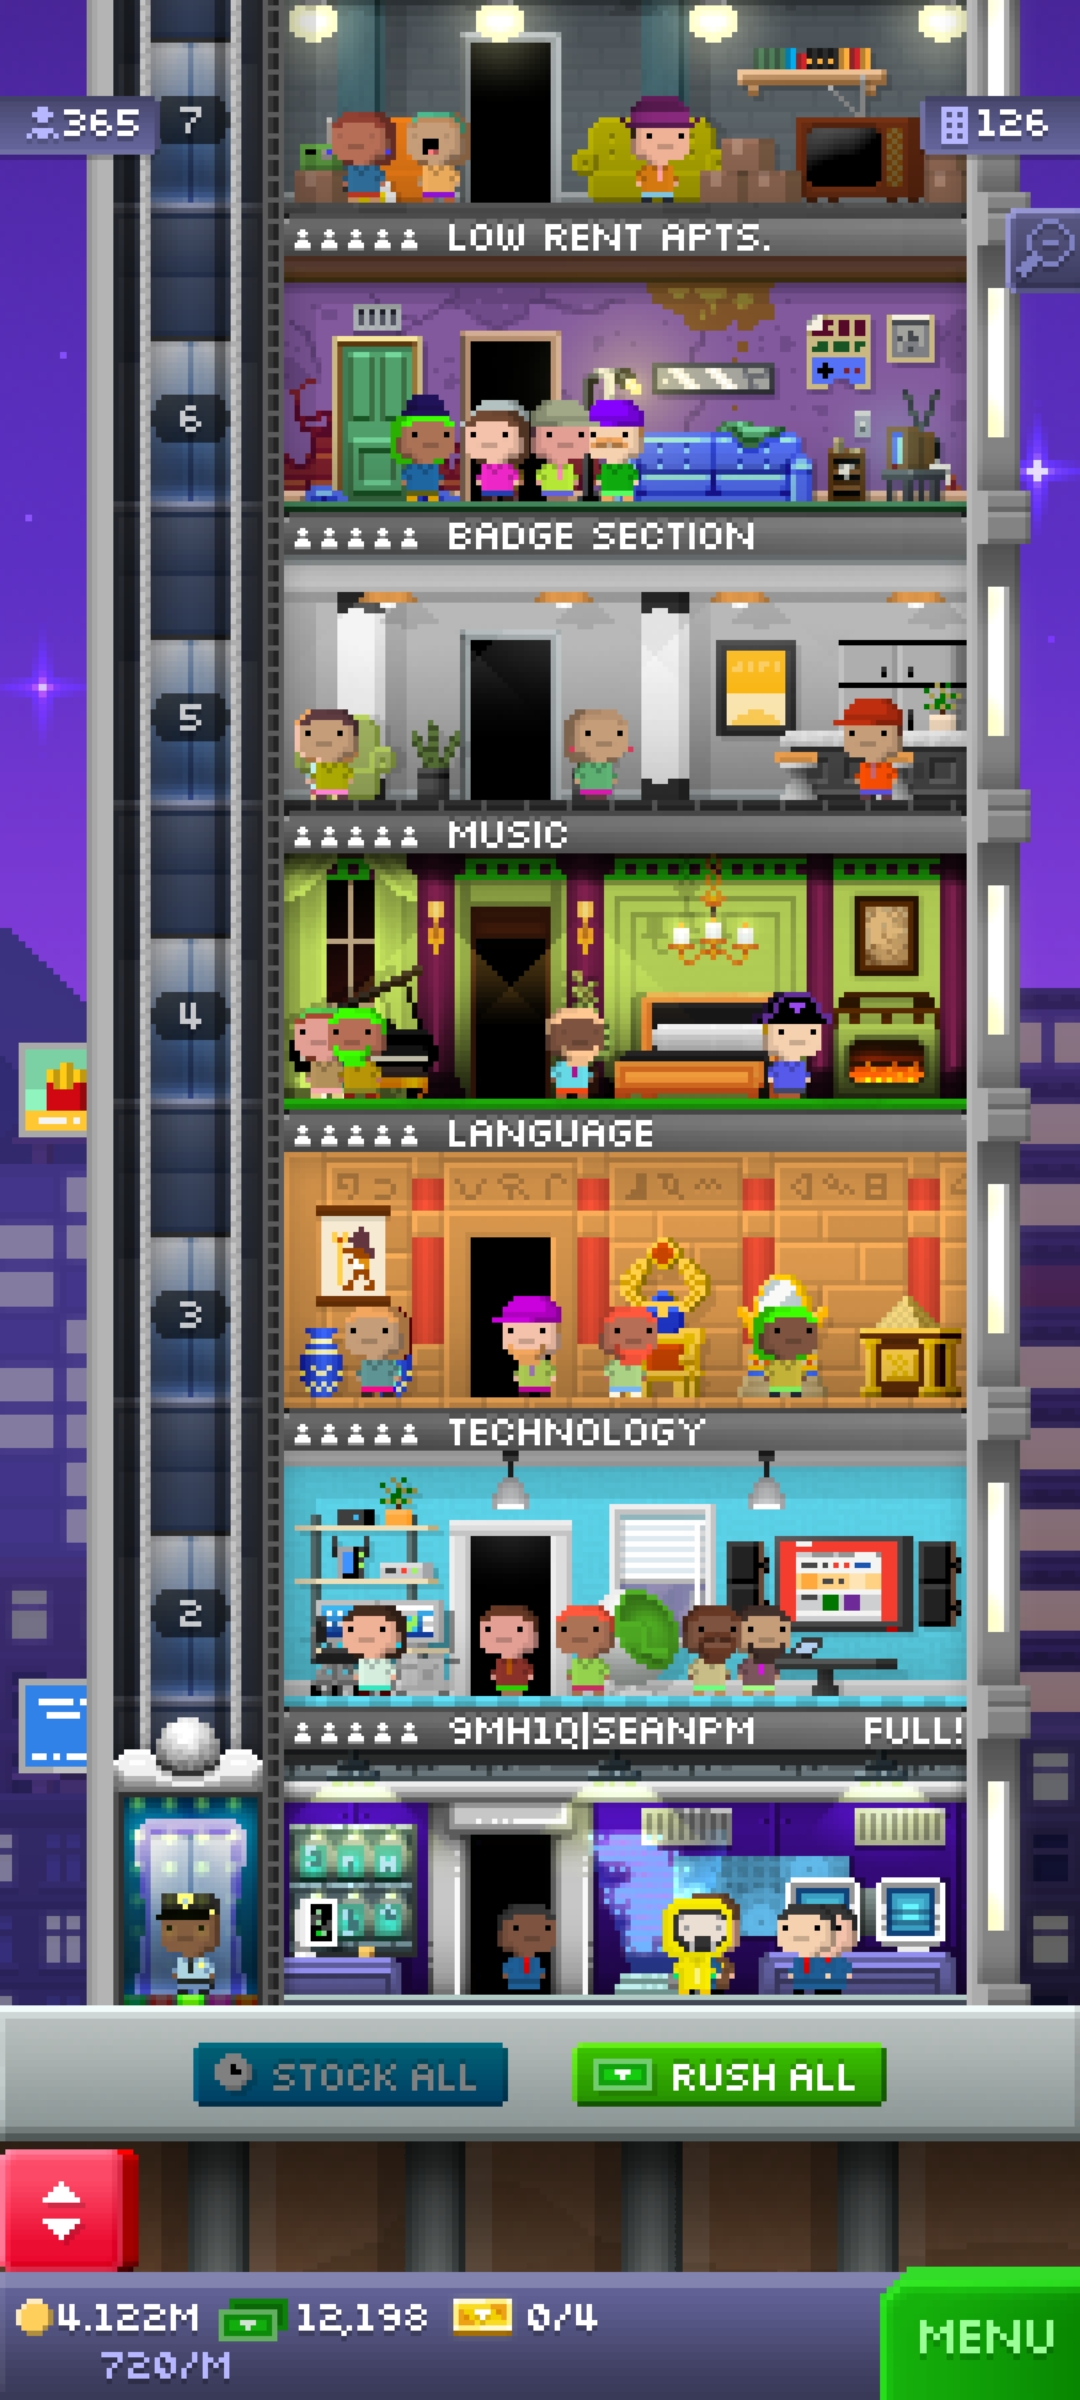 7
365
126
LOW RENT APTS.
6
BADGE SECTION
5
MUSIC
4
LANGUAGE
3
TECHNOLOGY
2
9MH1Q|SEANPM FULL!
STOCK ALL
RUSH ALL
4.122M 12,198 0/4
720/M
MENU